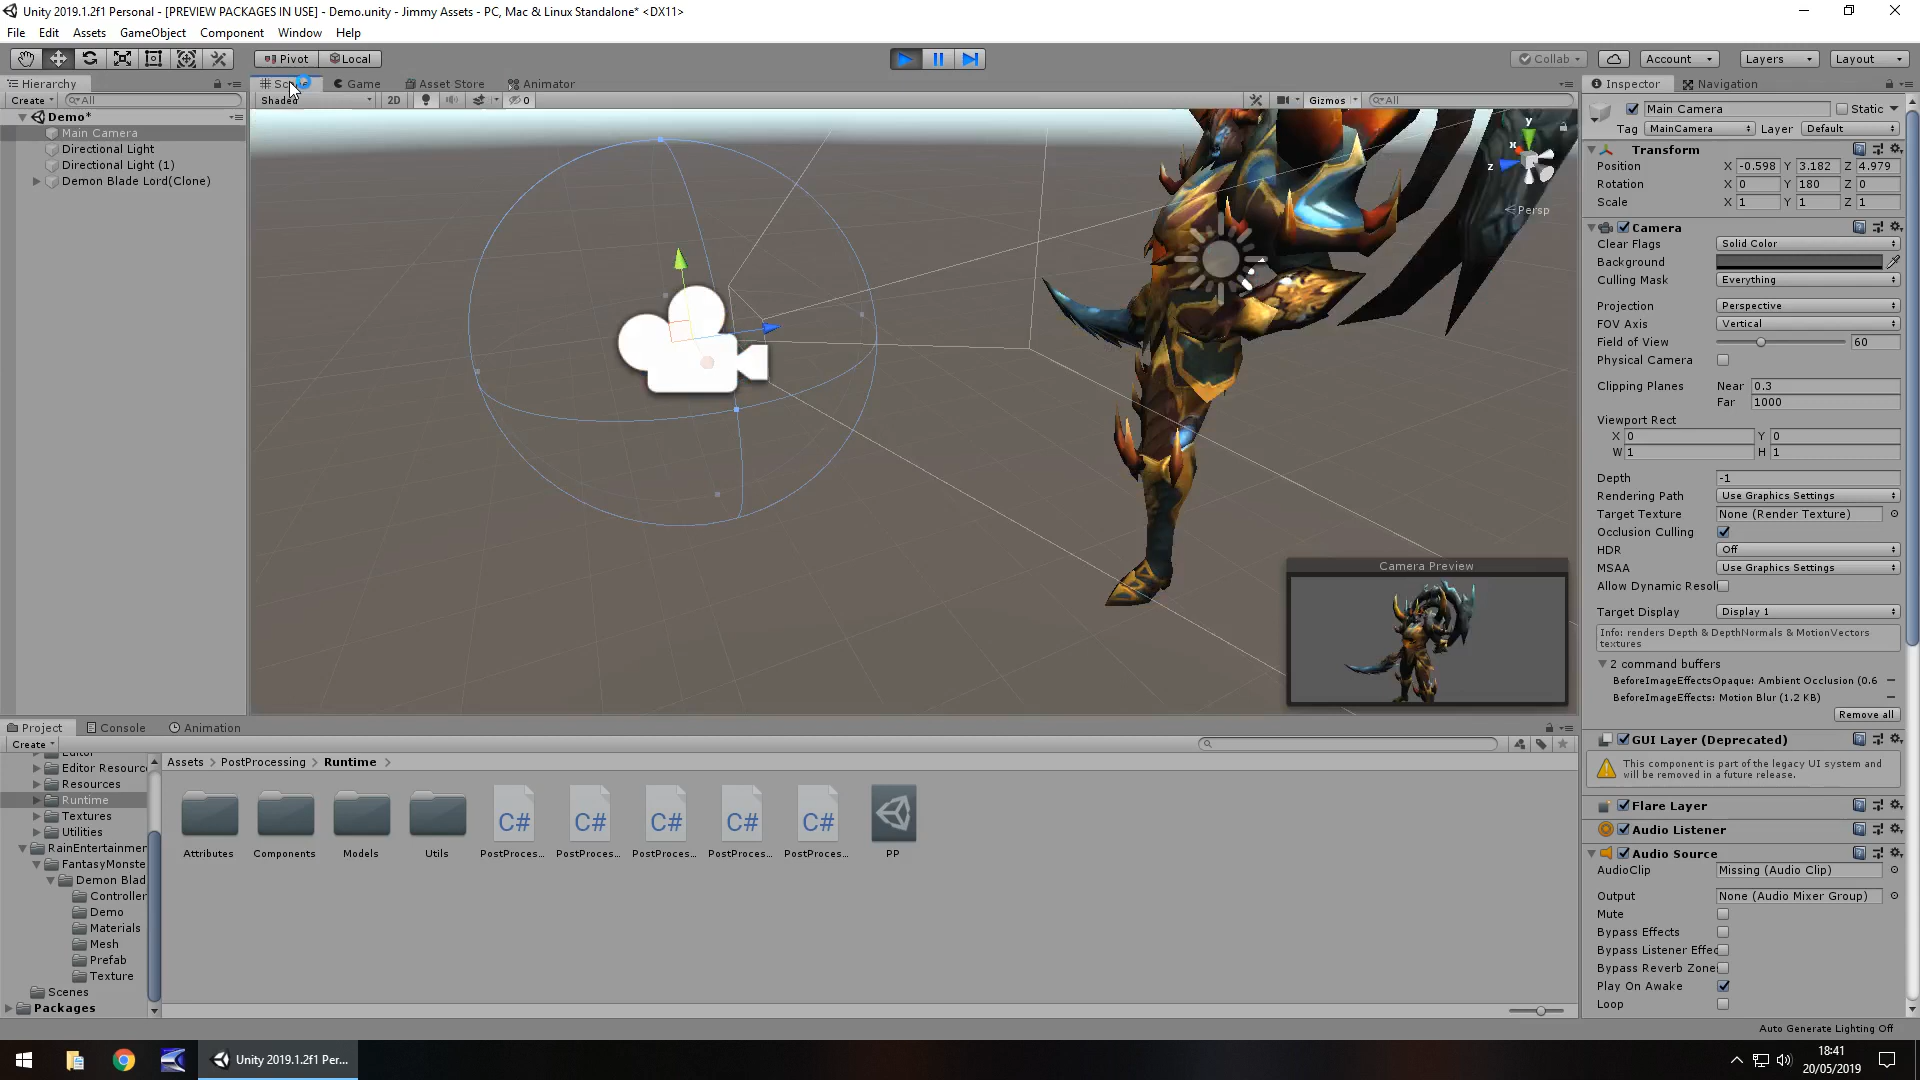 Unity 2019.1.2f1 Personal - [PREVIEW PACKAGES IN USE] - Demo.unity - Jimmy Assets - PC, Mac & Linux Standalone* <DX11>
File Edit Assets GameObject Component Window Help
Pivot Local Collab Account Layers Layout
Hierarchy Game Asset Store Animator Inspector Navigation
Create All Shaded 2D 0 Gizmos All
Demo*
Main Camera
Directional Light
Directional Light (1)
Demon Blade Lord(Clone)
y
x
z
Persp
Camera Preview
Main Camera Static
Tag MainCamera Layer Default
Transform
Position X -0.598 Y 3.182 Z 4.979
Rotation X 0 Y 180 Z 0
Scale X 1 Y 1 Z 1
Camera
Clear Flags Solid Color
Background
Culling Mask Everything
Projection Perspective
FOV Axis Vertical
Field of View 60
Physical Camera
Clipping Planes Near 0.3
Far 1000
Viewport Rect
X 0 Y 0
W 1 H 1
Depth -1
Rendering Path Use Graphics Settings
Target Texture None (Render Texture)
Occlusion Culling
HDR Off
MSAA Use Graphics Settings
Allow Dynamic Resol
Target Display Display 1
Info: renders Depth & DepthNormals & MotionVectors
textures
2 command buffers
BeforeImageEffectsOpaque: Ambient Occlusion (0.6
BeforeImageEffects: Motion Blur (1.2 KB)
Remove all
GUI Layer (Deprecated)
This component is part of the legacy UI system and
will be removed in a future release.
Flare Layer
Audio Listener
Audio Source
AudioClip Missing (Audio Clip)
Output None (Audio Mixer Group)
Mute
Bypass Effects
Bypass Listener Effec
Bypass Reverb Zone
Play On Awake
Loop
Project Console Animation
Create
Editor Resourc
Resources
Runtime
Textures
Utilities
RainEntertainmen
FantasyMonste
Demon Blad
Controller
Demo
Materials
Mesh
Prefab
Texture
Scenes
Packages
Assets > PostProcessing > Runtime >
C# C# C# C# C#
Attributes Components Models Utils PostProces... PostProces... PostProces... PostProces... PostProces... PP
Auto Generate Lighting Off
Unity 2019.1.2f1 Per...
18:41
20/05/2019